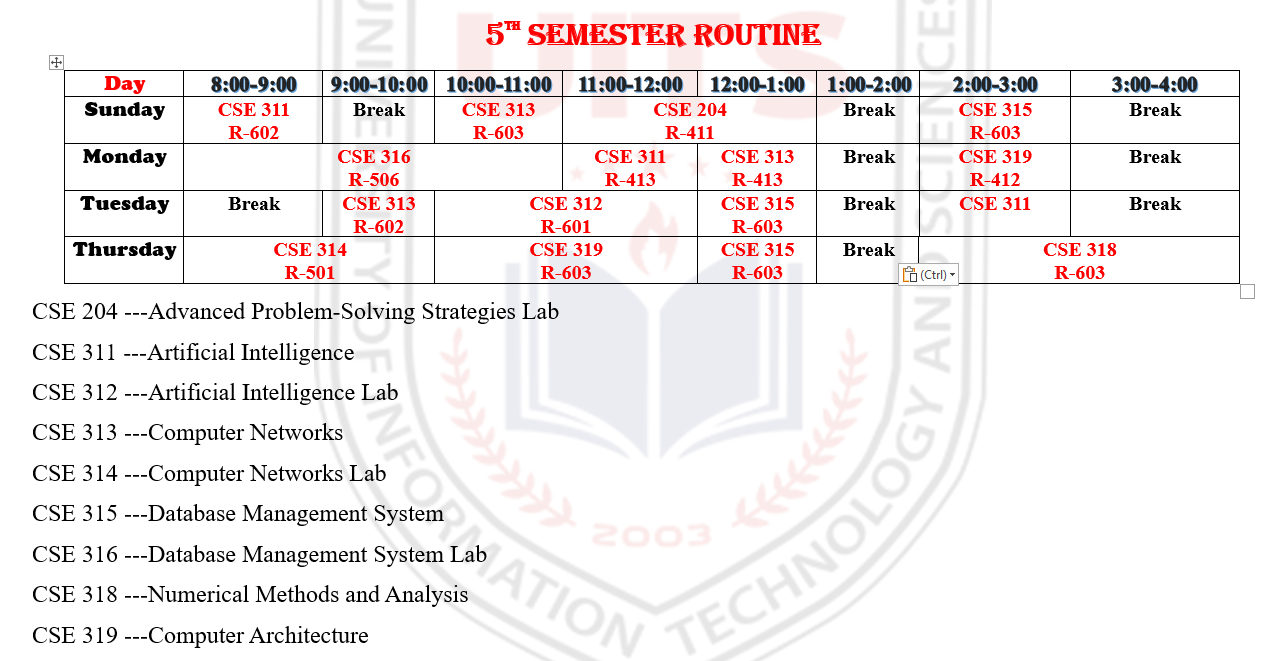 5TH SEMESTER ROUTINE
Day 8:00-9:00 9:00-10:00 10:00-11:00 11:00-12:00 12:00-1:00 1:00-2:00 2:00-3:00 3:00-4:00
Sunday CSE 311 Break CSE 313 CSE 204 Break CSE 315 Break
R-602 R-603 R-411 R-603
Monday CSE 316 CSE 311 CSE 313 Break CSE 319 Break
R-506 R-413 R-413 R-412
Tuesday Break CSE 313 CSE 312 CSE 315 Break CSE 311 Break
R-602 R-601 R-603
Thursday CSE 314 CSE 319 CSE 315 Break CSE 318
R-501 R-603 R-603 R-603
(Ctrl)
CSE 204 ---Advanced Problem-Solving Strategies Lab
CSE 311 ---Artificial Intelligence
CSE 312 ---Artificial Intelligence Lab
CSE 313 ---Computer Networks
CSE 314 ---Computer Networks Lab
CSE 315 ---Database Management System
CSE 316 ---Database Management System Lab
CSE 318 ---Numerical Methods and Analysis
CSE 319 ---Computer Architecture
UITS
UNIVERSITY OF INFORMATION TECHNOLOGY AND SCIENCES
2003